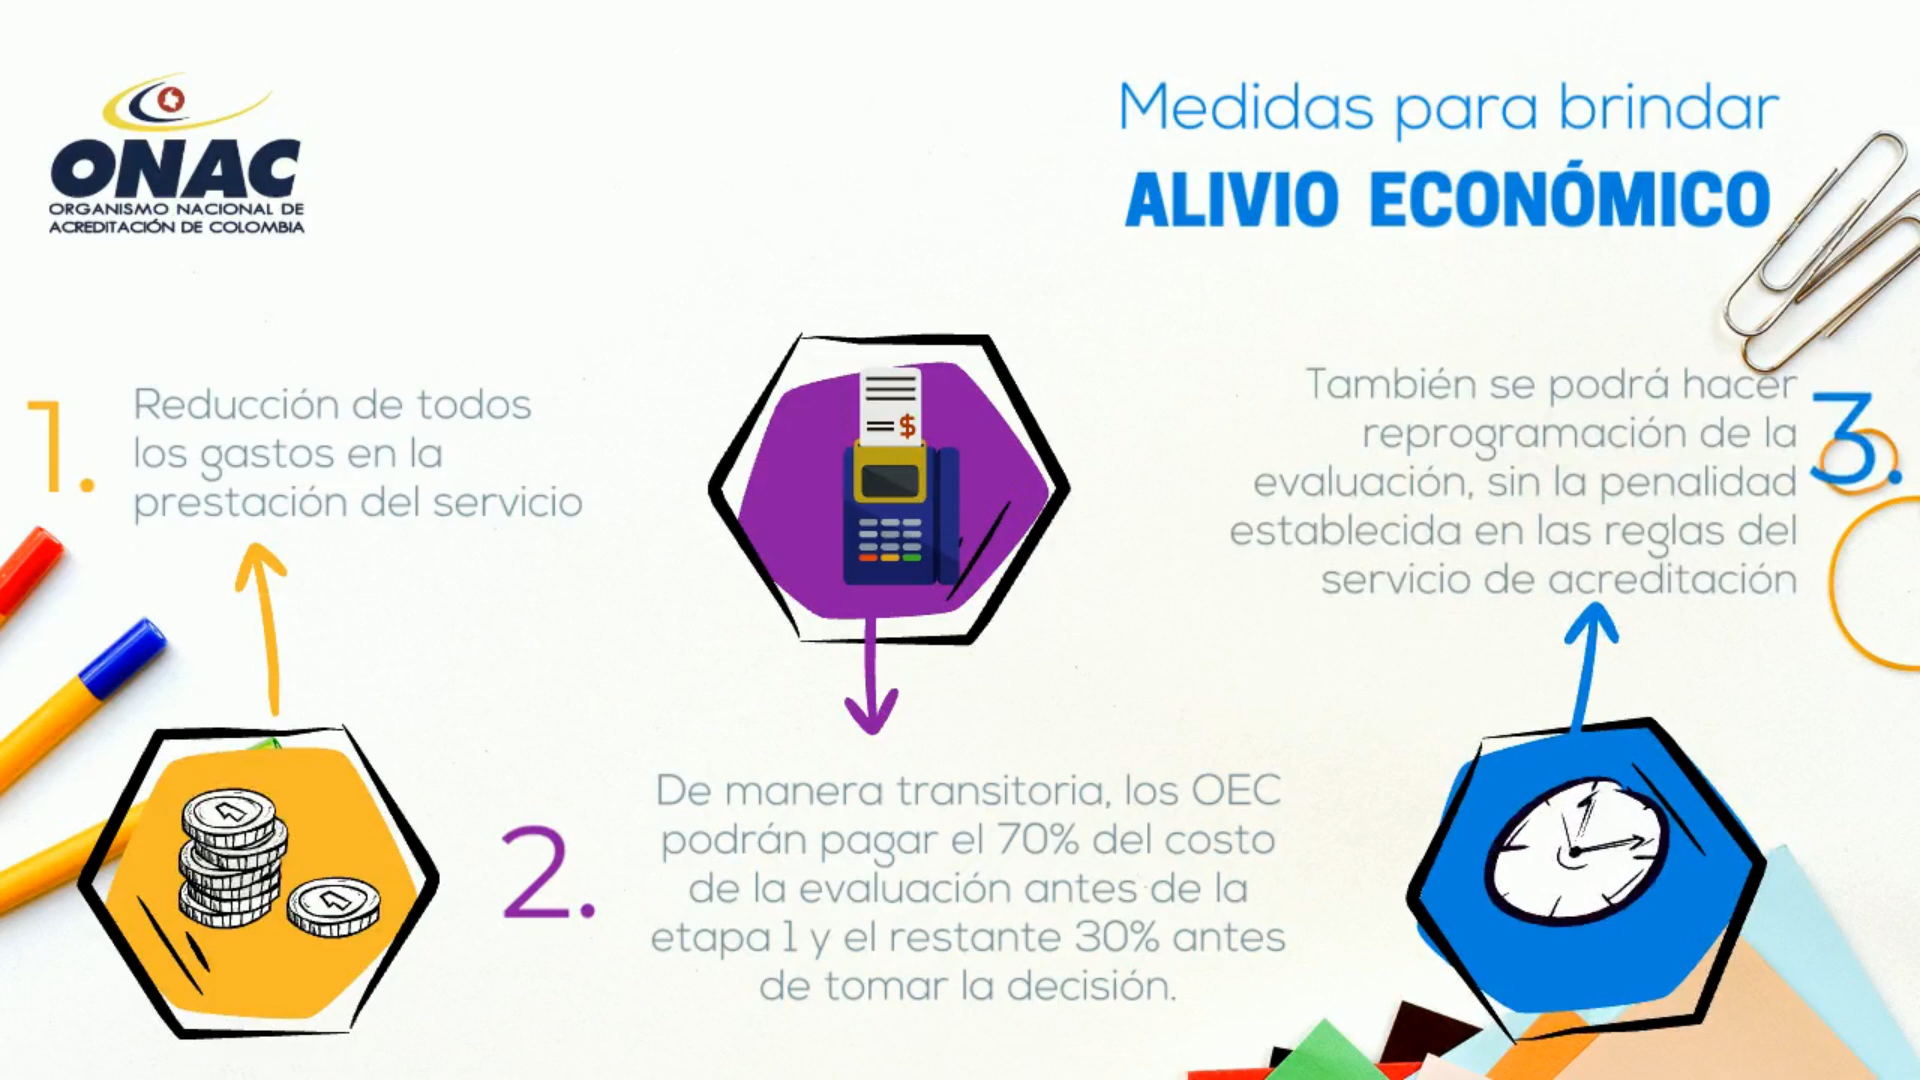 ONAC
ORGANISMO NACIONAL DE
ACREDITACIÓN DE COLOMBIA
Medidas para brindar
ALIVIO ECONÓMICO
1.
Reducción de todos
los gastos en la
prestación del servicio
$
2.
De manera transitoria, los OEC
podrán pagar el 70% del costo
de la evaluación antes de la
etapa 1 y el restante 30% antes
de tomar la decisión.
3.
También se podrá hacer
reprogramación de la
evaluación, sin la penalidad
establecida en las reglas del
servicio de acreditación